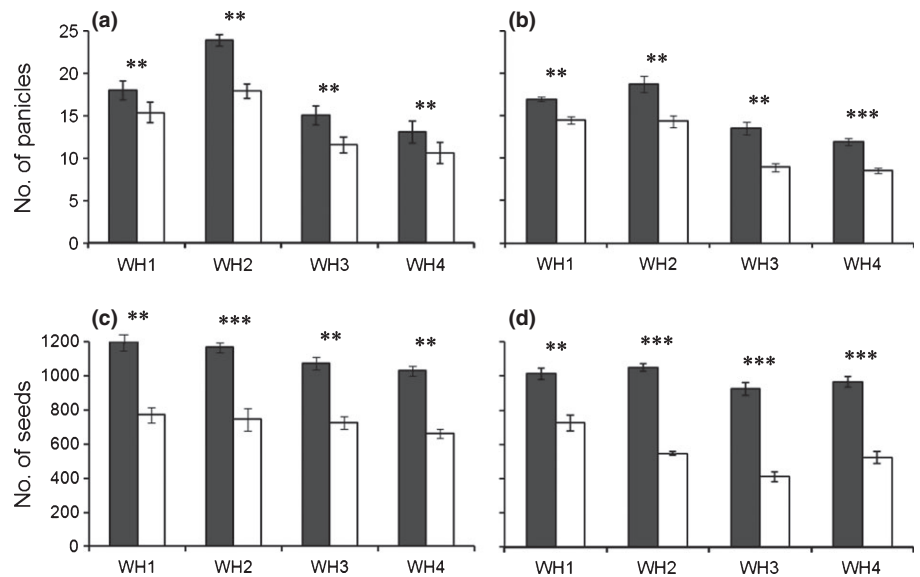 (a)
(b)
** ** ** **
** ** ** ***
No. of panicles
25
20
15
10
5
0
WH1 WH2 WH3 WH4
WH1 WH2 WH3 WH4
(c)
(d)
** *** ** **
** *** *** ***
No. of seeds
1200
1000
800
600
400
200
0
WH1 WH2 WH3 WH4
WH1 WH2 WH3 WH4